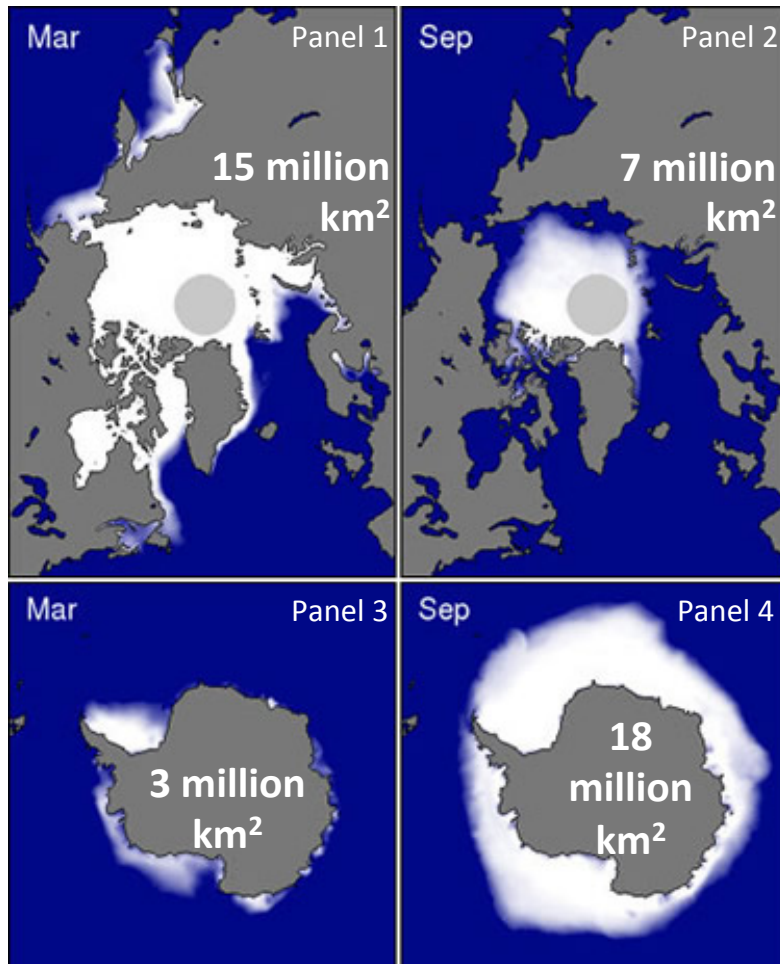 Mar
Panel 1
15 million
km²
Sep
Panel 2
7 million
km²
Mar
Panel 3
3 million
km²
Sep
Panel 4
18
million
km²